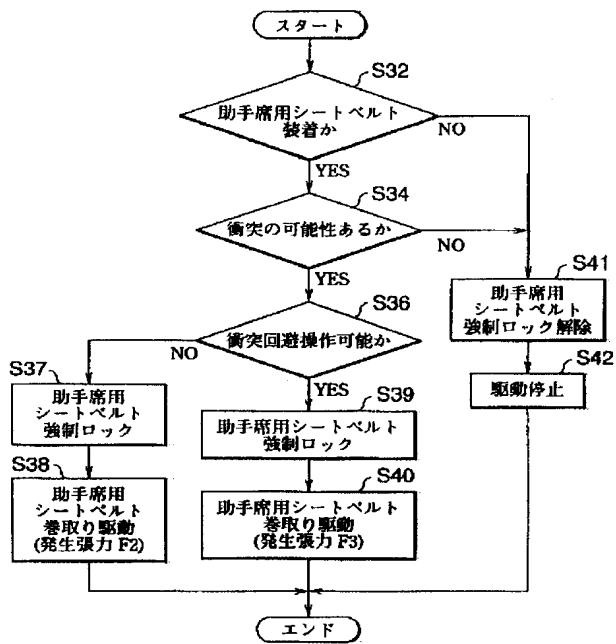 スタート
S32
助手席用シートベルト
装着か
NO
YES
S34
衝突の可能性あるか
NO
YES
S41
助手席用
シートベルト
強制ロック解除
S36
衝突回避操作可能か
NO
YES
S42
駆動停止
S37
助手席用
シートベルト
強制ロック
S39
助手席用シートベルト
強制ロック
S38
助手席用
シートベルト
巻取り駆動
(発生張力 F2)
S40
助手席用シートベルト
巻取り駆動
(発生張力 F3)
エンド